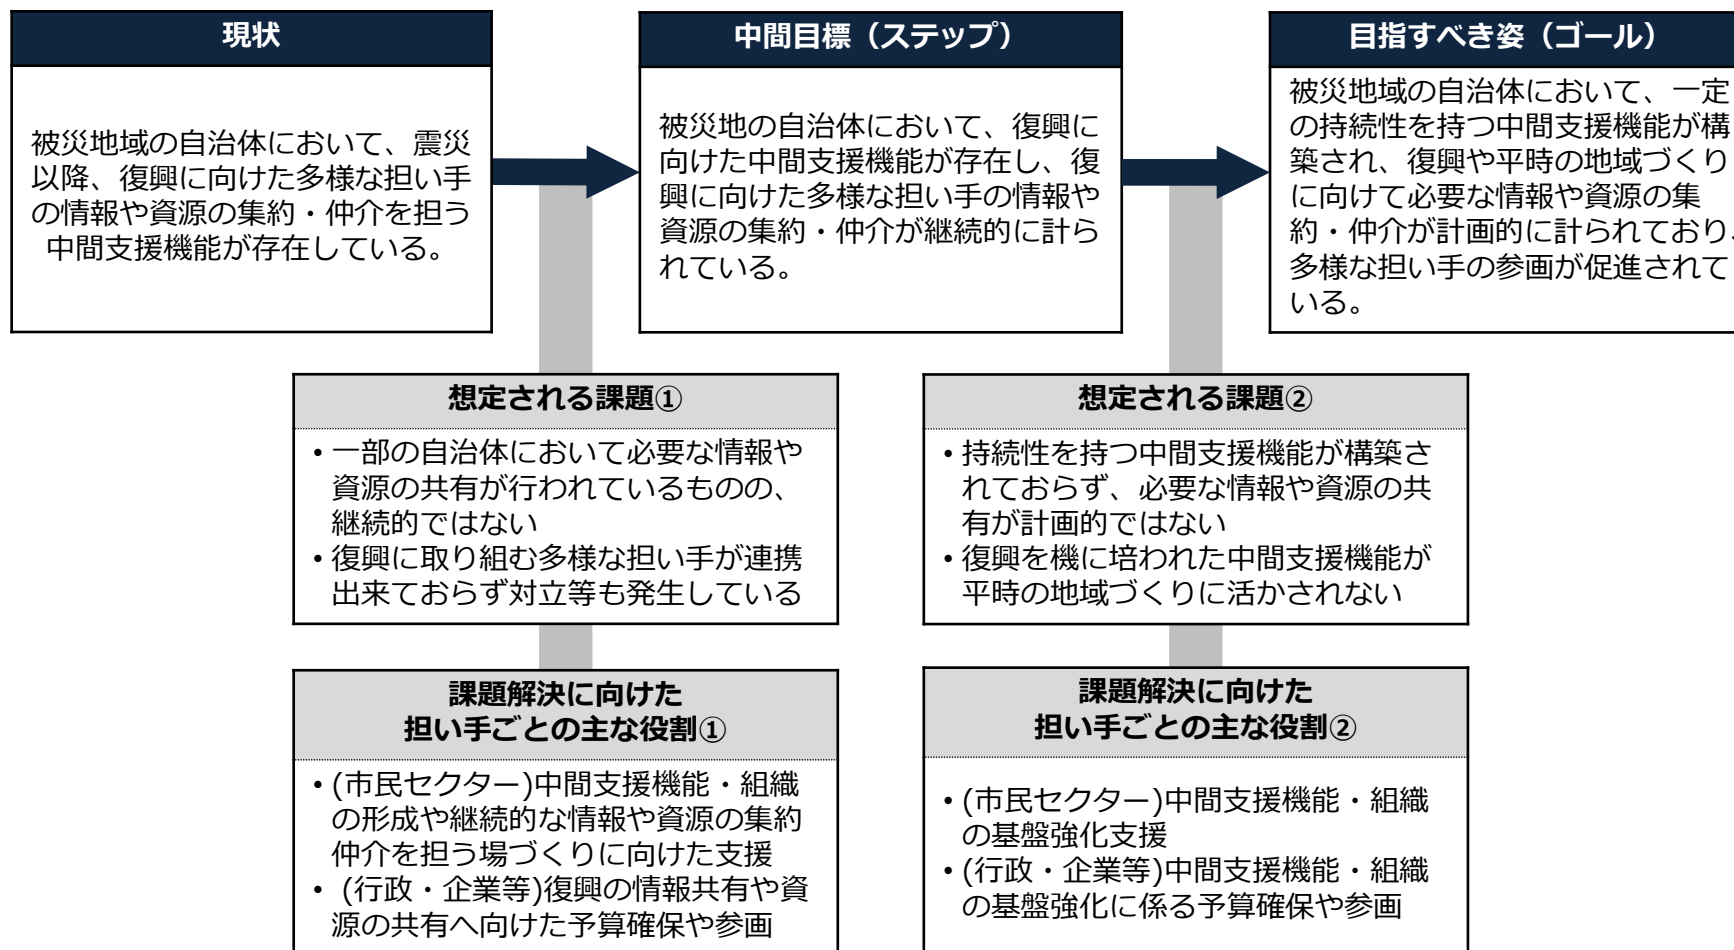 現状
被災地域の自治体において、震災
以降、復興に向けた多様な担い手
の情報や資源の集約・仲介を担う
中間支援機能が存在している。
中間目標（ステップ）
被災地の自治体において、復興に
向けた中間支援機能が存在し、復
興に向けた多様な担い手の情報や
資源の集約・仲介が継続的に計ら
れている。
目指すべき姿（ゴール）
被災地域の自治体において、一定
の持続性を持つ中間支援機能が構
築され、復興や平時の地域づくり
に向けて必要な情報や資源の集
約・仲介が計画的に計られており、
多様な担い手の参画が促進されて
いる。
想定される課題①
• 一部の自治体において必要な情報や
資源の共有が行われているものの、
継続的ではない
• 復興に取り組む多様な担い手が連携
出来ておらず対立等も発生している
想定される課題②
• 持続性を持つ中間支援機能が構築さ
れておらず、必要な情報や資源の共
有が計画的ではない
• 復興を機に培われた中間支援機能が
平時の地域づくりに活かされない
課題解決に向けた
担い手ごとの主な役割①
• (市民セクター)中間支援機能・組織
の形成や継続的な情報や資源の集約
仲介を担う場づくりに向けた支援
• (行政・企業等)復興の情報共有や資
源の共有へ向けた予算確保や参画
課題解決に向けた
担い手ごとの主な役割②
• (市民セクター)中間支援機能・組織
の基盤強化支援
• (行政・企業等)中間支援機能・組織
の基盤強化に係る予算確保や参画